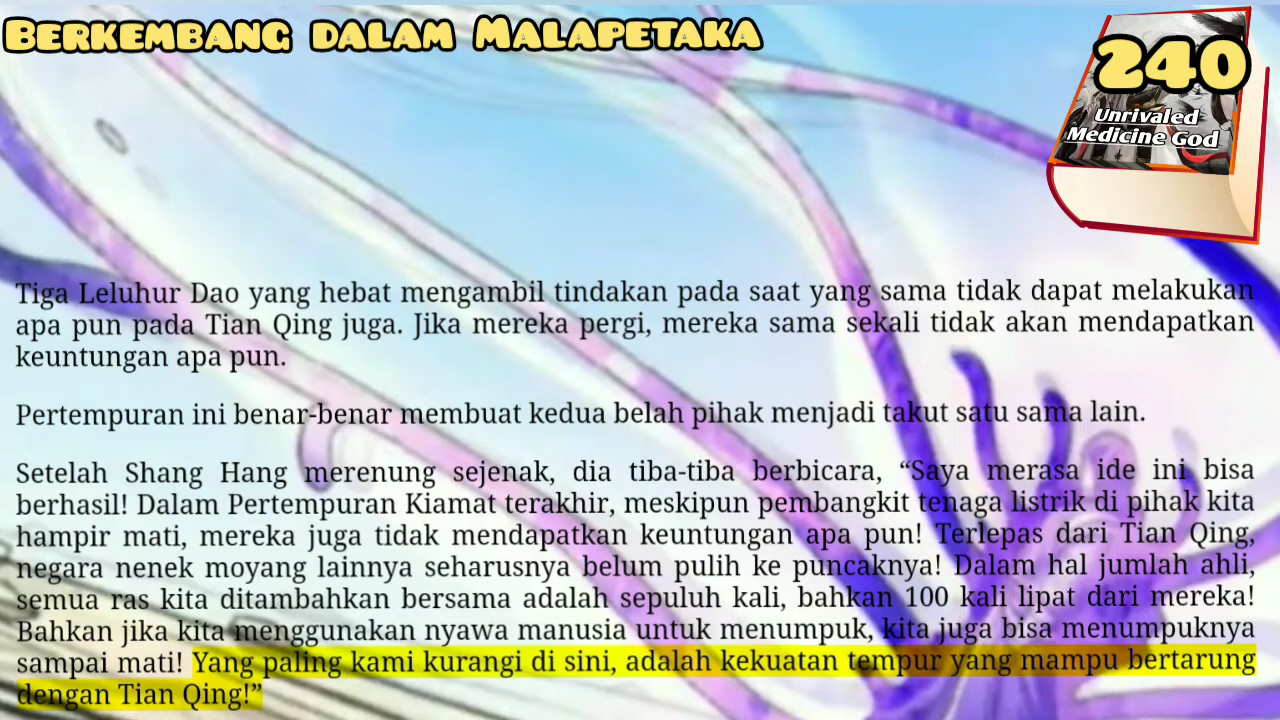 Berkembang dalam Malapetaka
240
Unrivaled
Medicine God
Tiga Leluhur Dao yang hebat mengambil tindakan pada saat yang sama tidak dapat melakukan
apa pun pada Tian Qing juga. Jika mereka pergi, mereka sama sekali tidak akan mendapatkan
keuntungan apa pun.
Pertempuran ini benar-benar membuat kedua belah pihak menjadi takut satu sama lain.
Setelah Shang Hang merenung sejenak, dia tiba-tiba berbicara, “Saya merasa ide ini bisa
berhasil! Dalam Pertempuran Kiamat terakhir, meskipun pembangkit tenaga listrik di pihak kita
hampir mati, mereka juga tidak mendapatkan keuntungan apa pun! Terlepas dari Tian Qing,
negara nenek moyang lainnya seharusnya belum pulih ke puncaknya! Dalam hal jumlah ahli,
semua ras kita ditambahkan bersama adalah sepuluh kali, bahkan 100 kali lipat dari mereka!
Bahkan jika kita menggunakan nyawa manusia untuk menumpuk, kita juga bisa menumpuknya
sampai mati! Yang paling kami kurangi di sini, adalah kekuatan tempur yang mampu bertarung
dengan Tian Qing!”